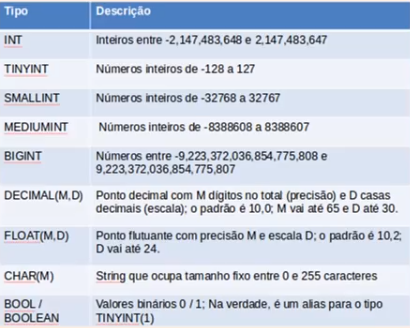 Tipo Descrição
INT Inteiros entre -2,147,483,648 e 2,147,483,647
TINYINT Números inteiros de -128 a 127
SMALLINT Números inteiros de -32768 a 32767
MEDIUMINT Números inteiros de -8388608 a 8388607
BIGINT Números entre -9,223,372,036,854,775,808 e
9,223,372,036,854,775,807
DECIMAL(M,D) Ponto decimal com M dígitos no total (precisão) e D casas
decimais (escala); o padrão é 10,0; M vai até 65 e D até 30.
FLOAT(M,D) Ponto flutuante com precisão M e escala D; o padrão é 10,2;
D vai até 24.
CHAR(M) String que ocupa tamanho fixo entre 0 e 255 caracteres
BOOL / Valores binários 0 / 1; Na verdade, é um alias para o tipo
BOOLEAN TINYINT(1)